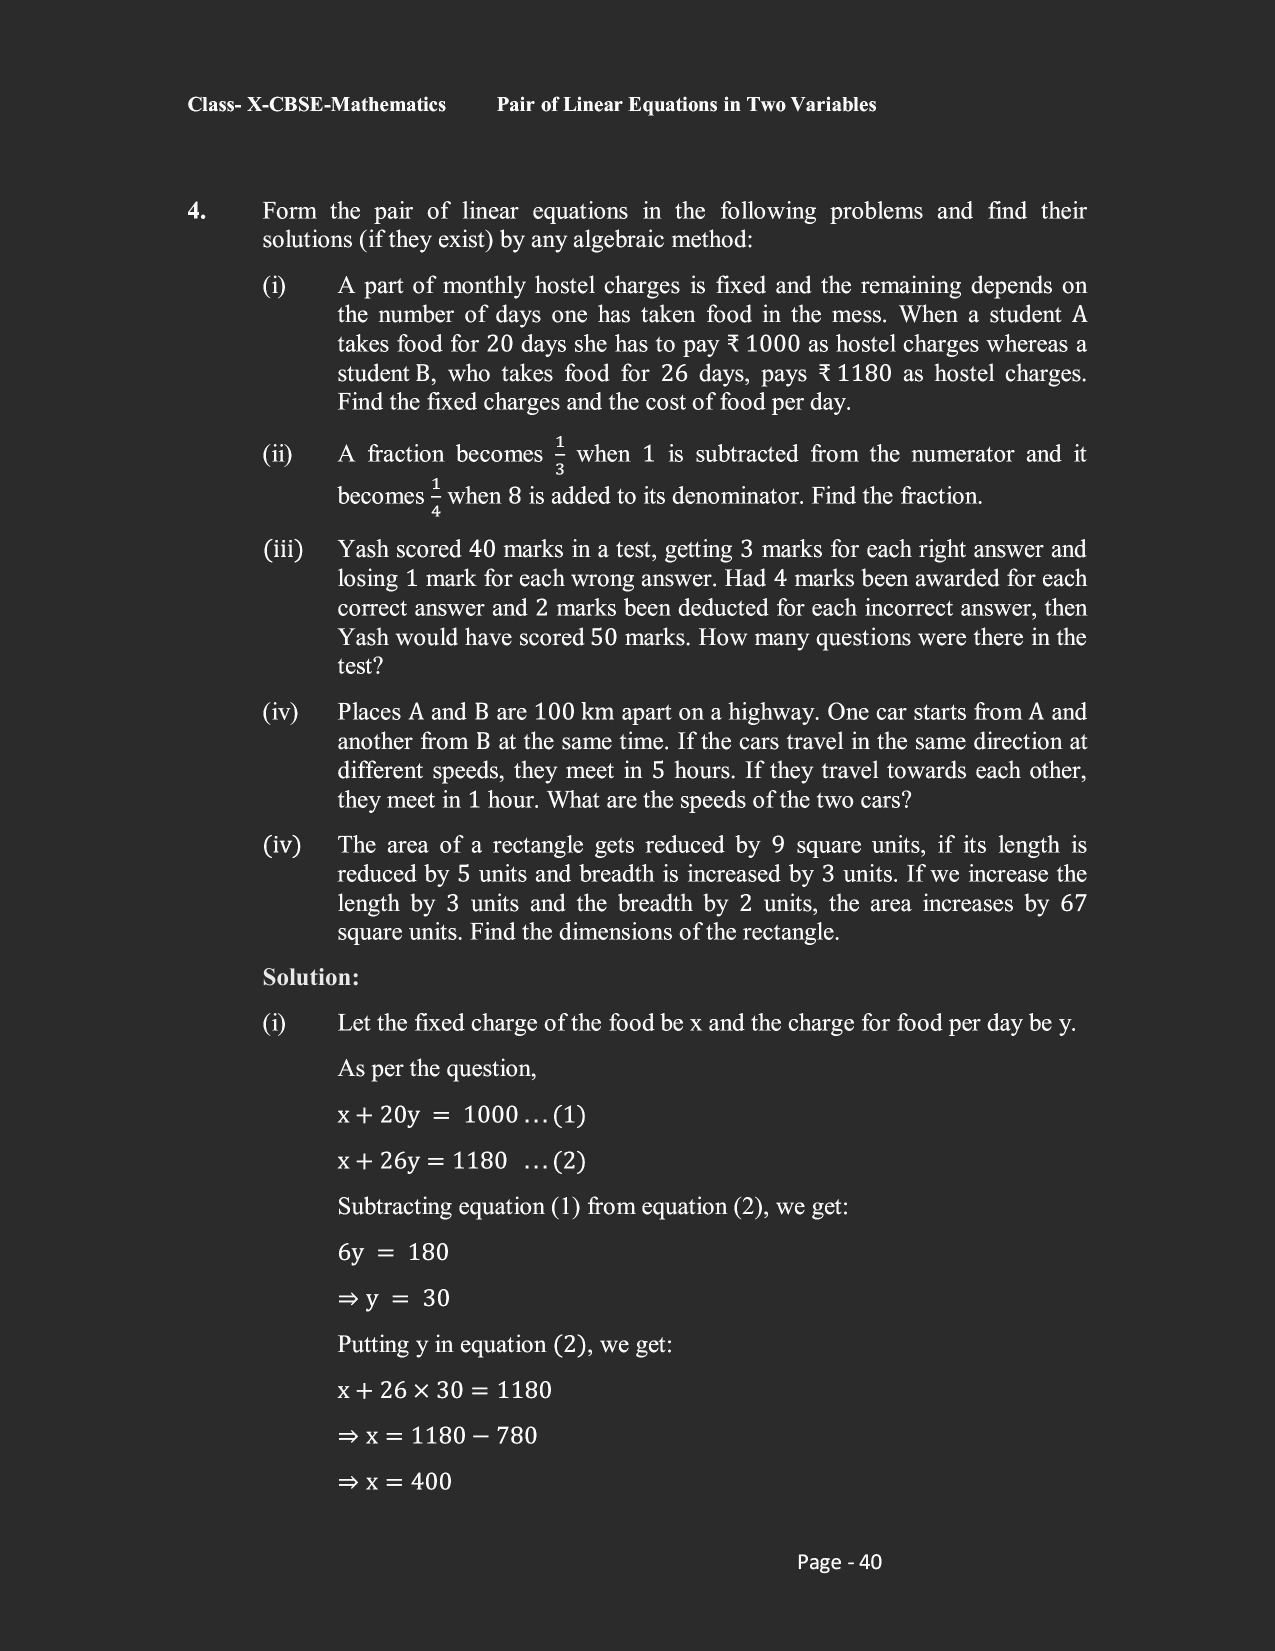 Class- X-CBSE-Mathematics Pair of Linear Equations in Two Variables
4. Form the pair of linear equations in the following problems and find their
solutions (if they exist) by any algebraic method:
(i) A part of monthly hostel charges is fixed and the remaining depends on
the number of days one has taken food in the mess. When a student A
takes food for 20 days she has to pay ₹ 1000 as hostel charges whereas a
student B, who takes food for 26 days, pays ₹ 1180 as hostel charges.
Find the fixed charges and the cost of food per day.
(ii) A fraction becomes 1/3 when 1 is subtracted from the numerator and it
becomes 1/4 when 8 is added to its denominator. Find the fraction.
(iii) Yash scored 40 marks in a test, getting 3 marks for each right answer and
losing 1 mark for each wrong answer. Had 4 marks been awarded for each
correct answer and 2 marks been deducted for each incorrect answer, then
Yash would have scored 50 marks. How many questions were there in the
test?
(iv) Places A and B are 100 km apart on a highway. One car starts from A and
another from B at the same time. If the cars travel in the same direction at
different speeds, they meet in 5 hours. If they travel towards each other,
they meet in 1 hour. What are the speeds of the two cars?
(iv) The area of a rectangle gets reduced by 9 square units, if its length is
reduced by 5 units and breadth is increased by 3 units. If we increase the
length by 3 units and the breadth by 2 units, the area increases by 67
square units. Find the dimensions of the rectangle.
Solution:
(i) Let the fixed charge of the food be x and the charge for food per day be y.
As per the question,
x + 20y = 1000 … (1)
x + 26y = 1180 … (2)
Subtracting equation (1) from equation (2), we get:
6y = 180
⇒ y = 30
Putting y in equation (2), we get:
x + 26 × 30 = 1180
⇒ x = 1180 − 780
⇒ x = 400
Page - 40